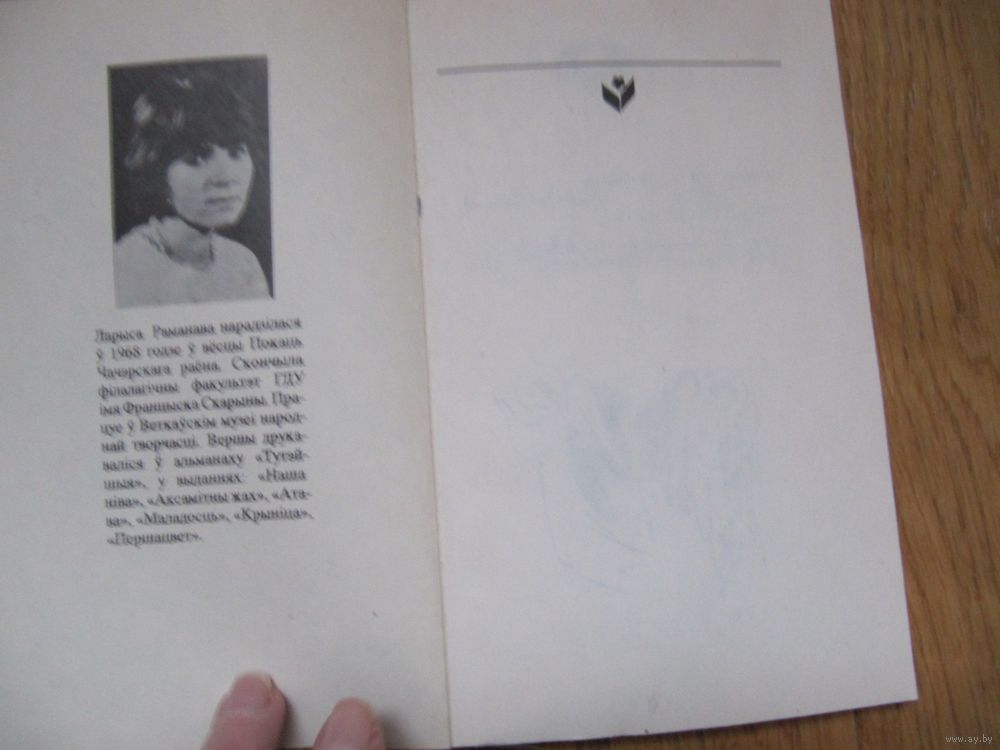 Ларыса Раманава нарадзілася
ў 1968 годзе ў вёсцы Покаць
Чачэрскага раёна. Скончыла
філалагічны факультэт ГДУ
імя Францыска Скарыны. Пра-
цуе ў Веткаўскім музеі народ-
най творчасці. Вершы друка-
валіся ў альманаху «Тутэй-
шыя», у выданнях: «Наша
ніва», «Аксамітны жах», «Ата-
ва», «Маладосць», «Крыніца»,
«Першацвет».
www.ay.by